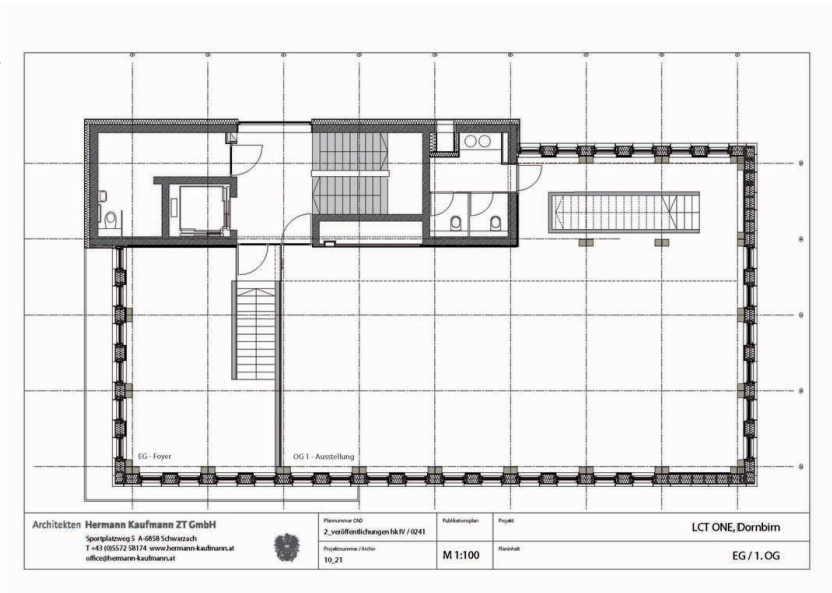 EG - Foyer
OG 1 - Ausstellung
Architekten Hermann Kaufmann ZT GmbH
Sportplatzweg 5 A-6858 Schwarzach
T +43 (0)5572 58174 www.hermann-kaufmann.at
office@hermann-kaufmann.at
Plannummer CAD
2_veröffentlichungen hk IV / 0241
Projektnummer / Archiv
10_21
Publikationsplan
M 1:100
Projekt
LCT ONE, Dornbirn
Planinhalt
EG / 1. OG